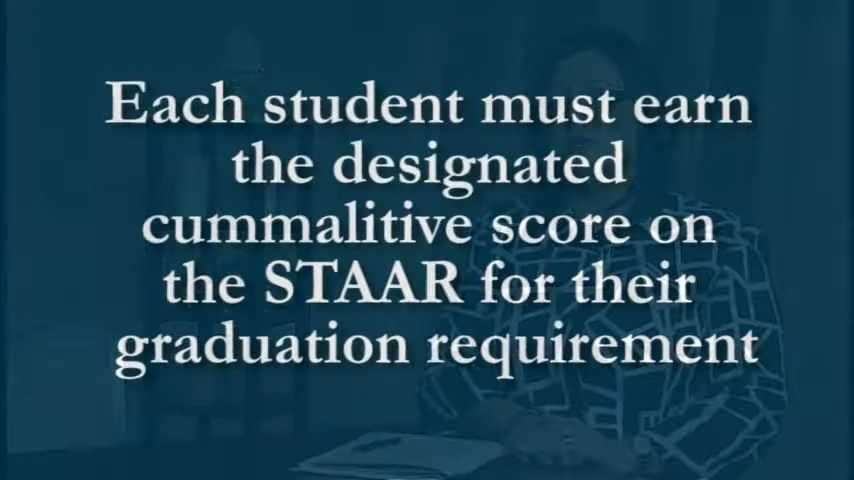 Each student must earn
the designated
cummalitive score on
the STAAR for their
graduation requirement